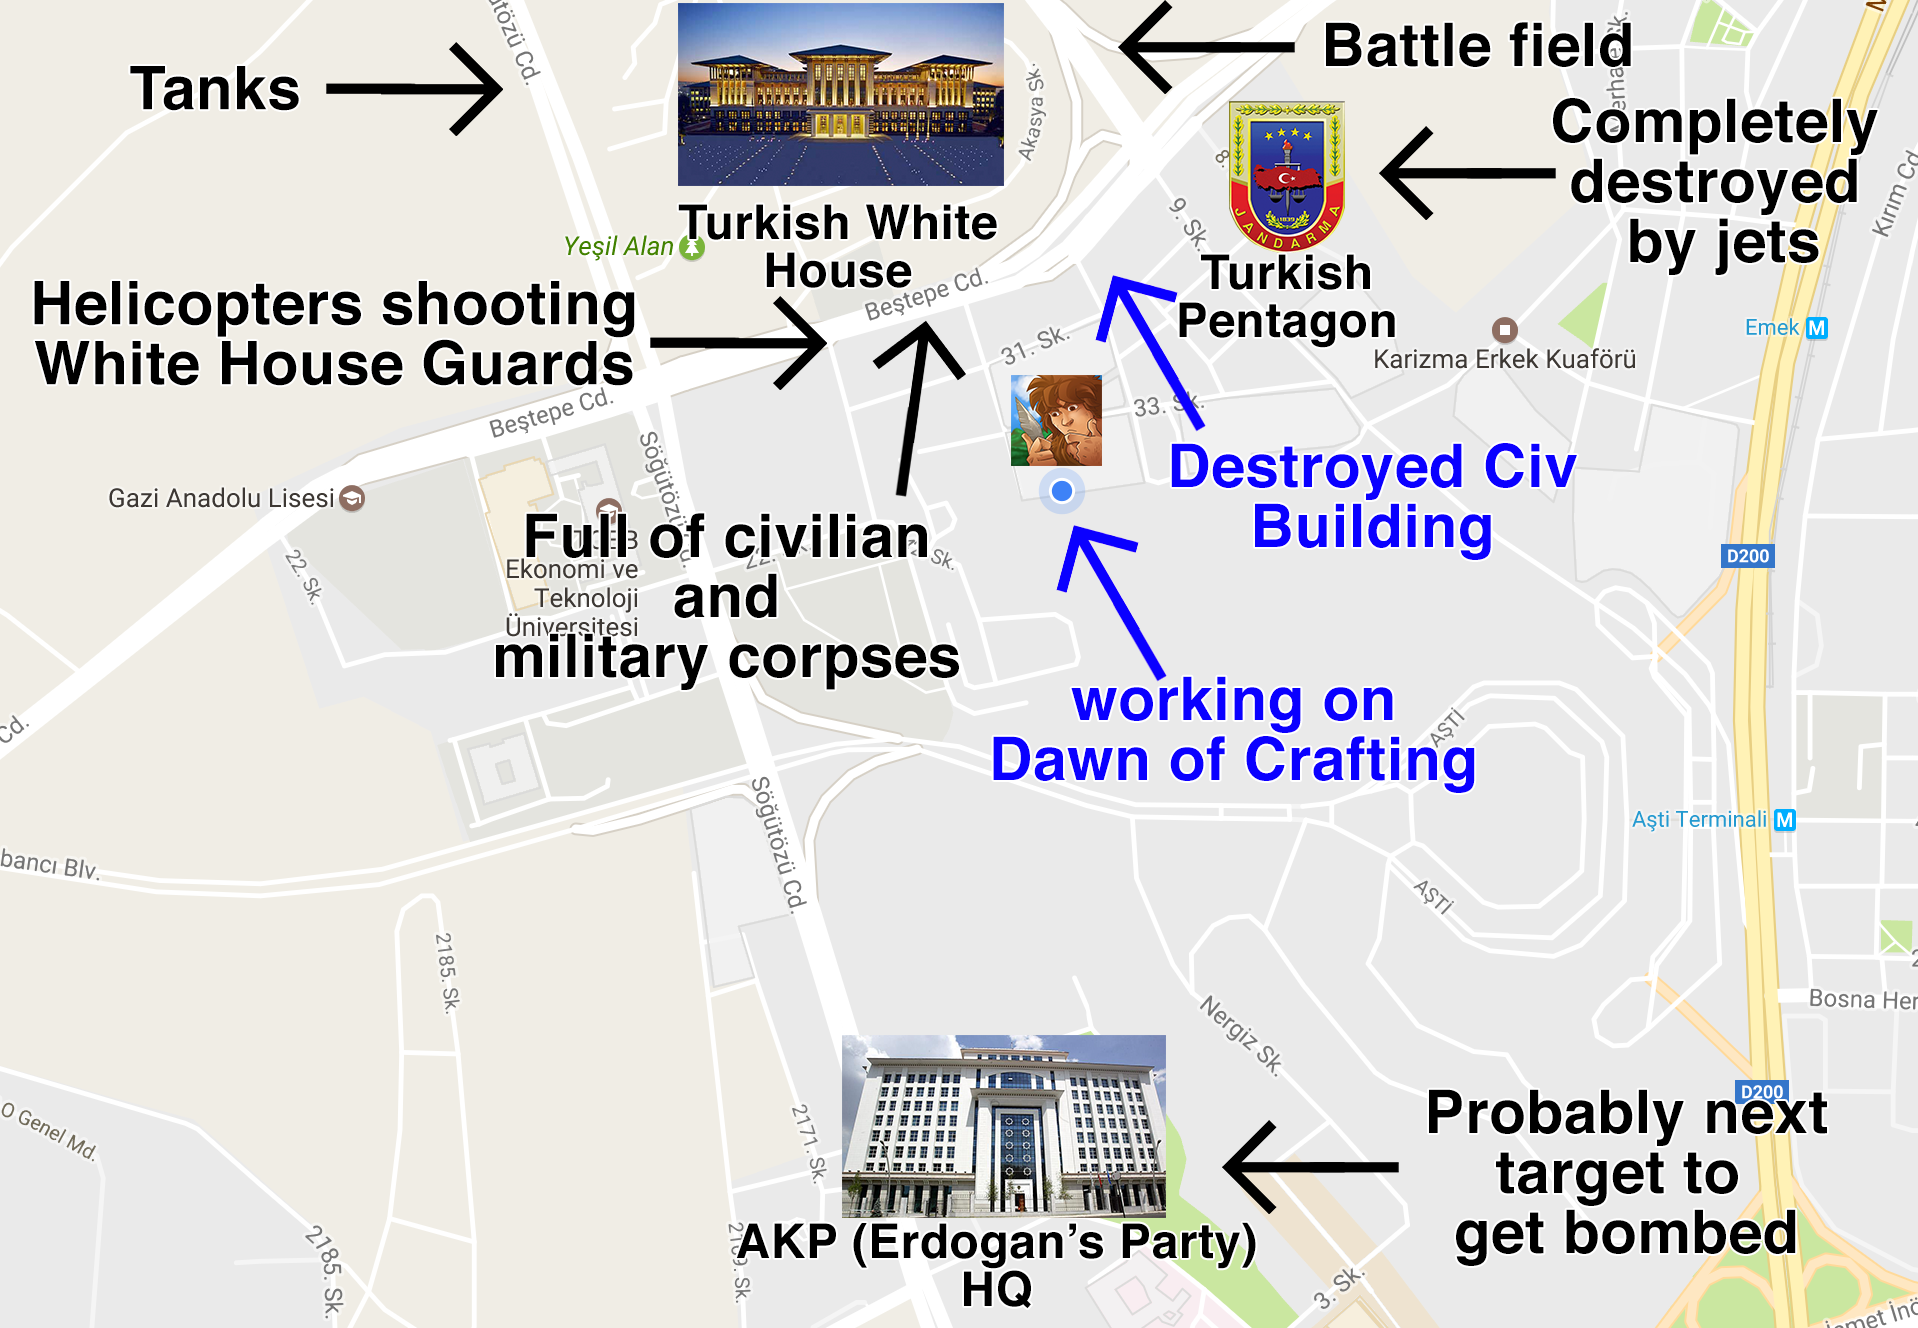 Tanks
Battle field
ütözü Cd.
Akasya Sk.
Completely
destroyed
by jets
Kırım Cd
8.
9. Sk.
JANDARMA
1839
Turkish White
House
Yeşil Alan
Turkish
Pentagon
Helicopters shooting
White House Guards
Beştepe Cd.
31. Sk.
Emek M
Karizma Erkek Kuaförü
Beştepe Cd.
33. Sk.
Söğütözü Cd.
Destroyed Civ
Building
Gazi Anadolu Lisesi
22. Sk.
Full of civilian
and
military corpses
Ekonomi ve
Teknoloji
Üniversitesi
22.
Sk.
D200
working on
Dawn of Crafting
Cd.
AŞTİ
Söğütözü Cd.
Aşti Terminali M
bancı Blv.
AŞTİ
2185. Sk.
Bosna Her
Nergiz Sk.
O Genel Md.
2171. Sk.
D200
Probably next
target to
get bombed
AKP (Erdogan's Party)
HQ
2185. Sk.
Sk.
3. Sk.
İsmet İnö